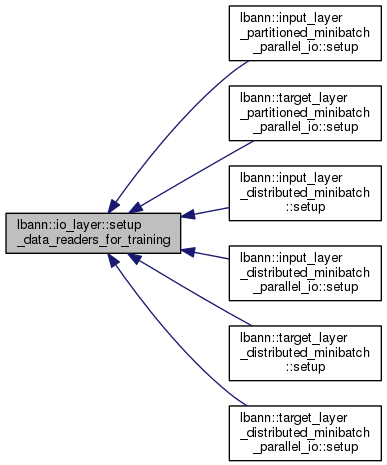 lbann::input_layer
_partitioned_minibatch
_parallel_io::setup
lbann::target_layer
_partitioned_minibatch
_parallel_io::setup
lbann::input_layer
_distributed_minibatch
::setup
lbann::io_layer::setup
_data_readers_for_training
lbann::input_layer
_distributed_minibatch
_parallel_io::setup
lbann::target_layer
_distributed_minibatch
::setup
lbann::target_layer
_distributed_minibatch
_parallel_io::setup